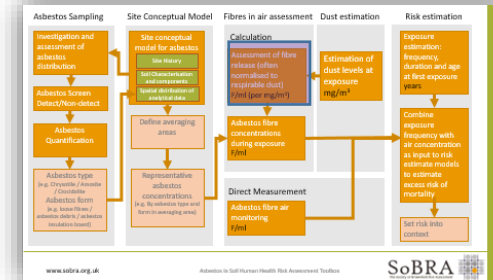 Asbestos Sampling
Site Conceptual Model
Fibres in air assessment
Dust estimation
Risk estimation
Investigation and
assessment of
asbestos
distribution
Asbestos Screen
Detect/Non-detect
Asbestos
Quantification
Asbestos type
(e.g. Chrysotile / Amosite
/ Crocidolite)
Asbestos form
(e.g. loose fibres /
asbestos debris / asbestos
insulation board)
Site conceptual
model for asbestos
Site History
Soil Characterisation
and components
Spatial distribution of
analytical data
Define averaging
areas
Representative
asbestos
concentrations
(e.g. By asbestos type and
form in averaging area)
Calculation
Assessment of fibre
release (often
normalised to
respirable dust)
F/ml (per mg/m³)
Asbestos fibre
concentrations
during exposure
F/ml
Direct Measurement
Asbestos fibre air
monitoring
F/ml
Estimation of
dust levels at
exposure
mg/m³
Exposure
estimation:
frequency,
duration and age
at first exposure
years
Combine
exposure
frequency with
air concentration
as input to risk
estimate models
to estimate
excess risk of
mortality
Set risk into
context
www.sobra.org.uk
Asbestos in Soil Human Health Risk Assessment Toolbox
SoBRA